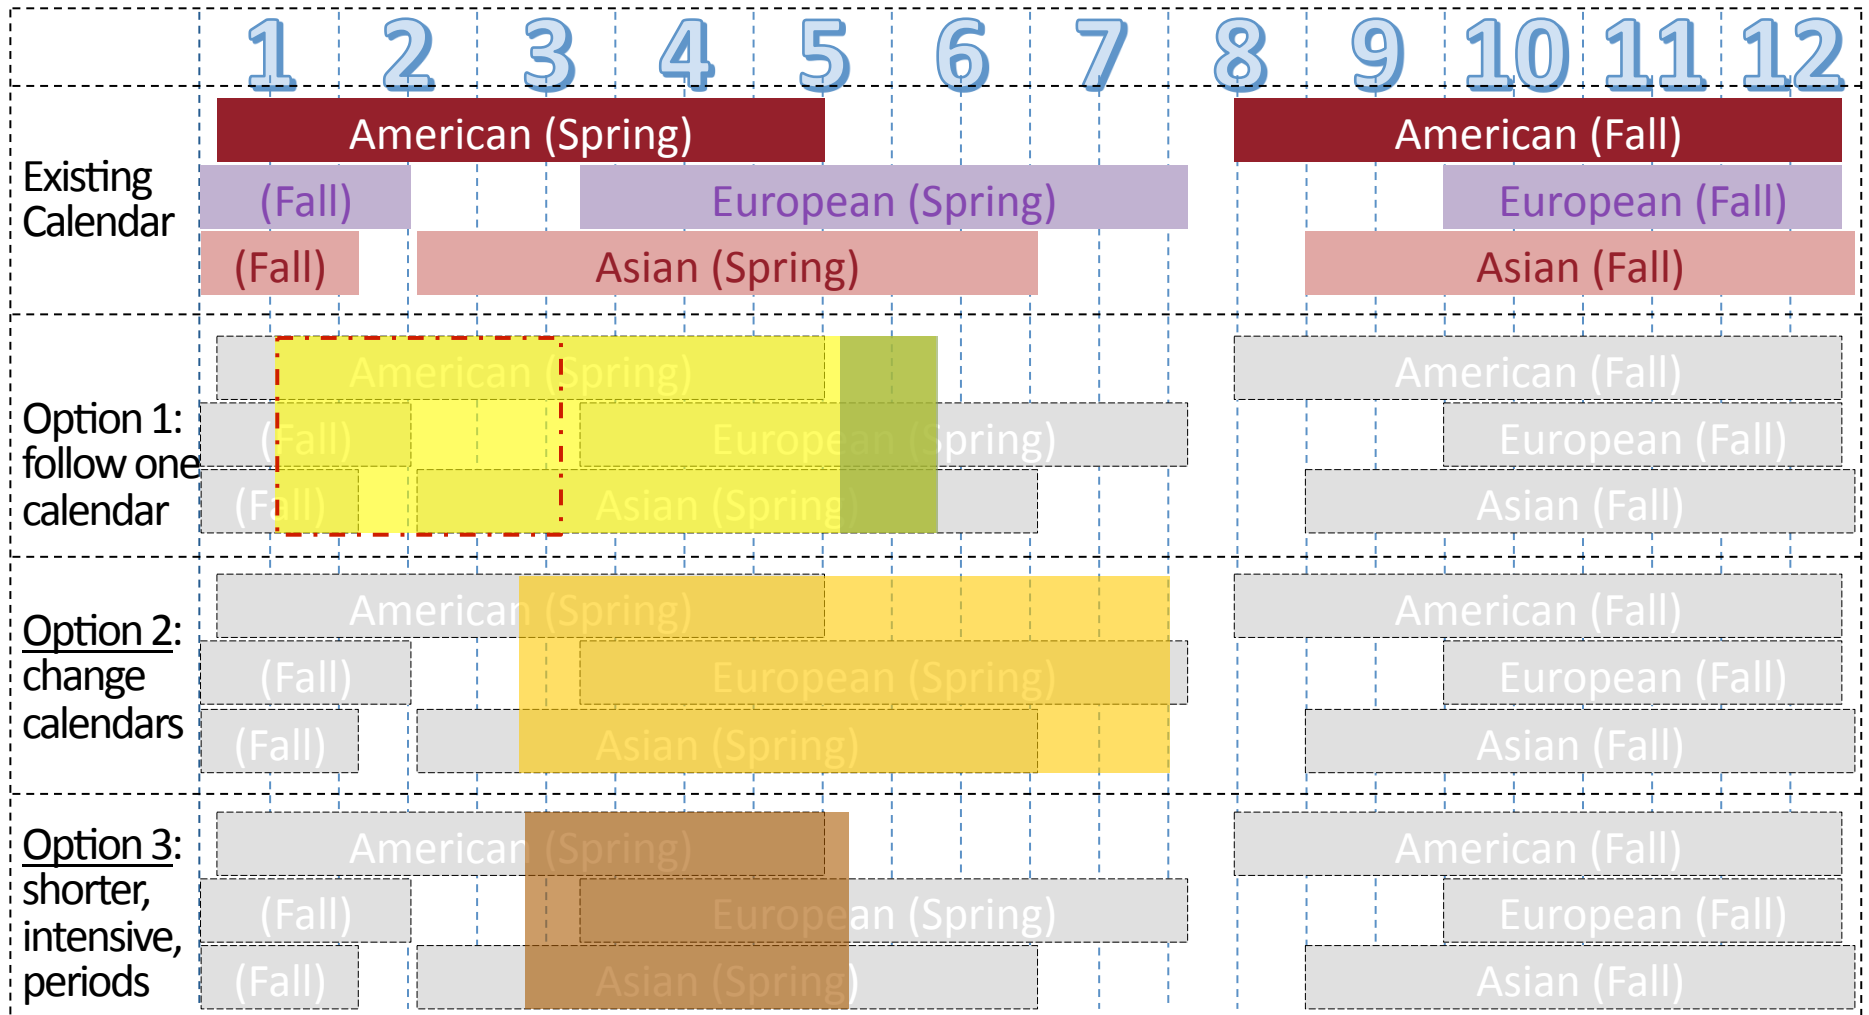 1 2 3 4 5 6 7 8 9 10 11 12
Existing
Calendar
American (Spring) American (Fall)
(Fall) European (Spring) European (Fall)
(Fall) Asian (Spring) Asian (Fall)
Option 1:
follow one
calendar
American (Spring) American (Fall)
(Fall) European (Spring) European (Fall)
(Fall) Asian (Spring) Asian (Fall)
Option 2:
change
calendars
American (Spring) American (Fall)
(Fall) European (Spring) European (Fall)
(Fall) Asian (Spring) Asian (Fall)
Option 3:
shorter,
intensive,
periods
American (Spring) American (Fall)
(Fall) European (Spring) European (Fall)
(Fall) Asian (Spring) Asian (Fall)